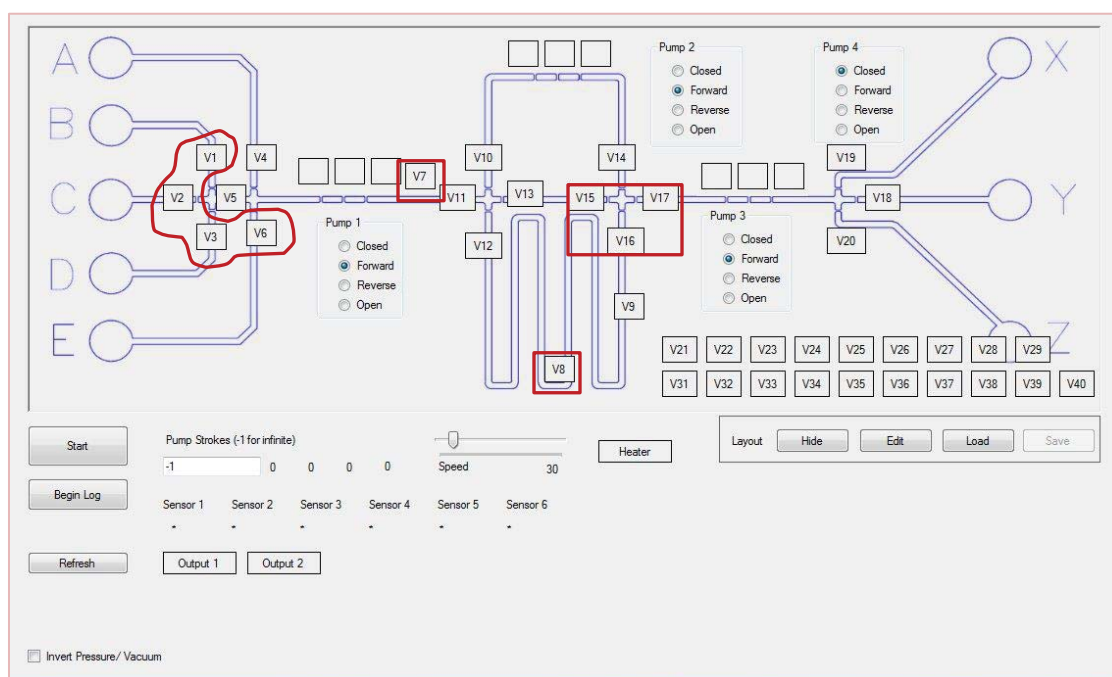 A
B
C
D
E
X
Y
Z
V1
V4
V2
V5
V3
V6
V7
V10
V11
V13
V12
V14
V15
V17
V16
V9
V8
V19
V18
V20
Pump 1
Closed
Forward
Reverse
Open
Pump 2
Closed
Forward
Reverse
Open
Pump 3
Closed
Forward
Reverse
Open
Pump 4
Closed
Forward
Reverse
Open
V21 V22 V23 V24 V25 V26 V27 V28 V29
V31 V32 V33 V34 V35 V36 V37 V38 V39 V40
Start
Pump Strokes (-1 for infinite)
-1 0 0 0 0
Speed 30
Heater
Layout Hide Edit Load Save
Begin Log
Sensor 1 Sensor 2 Sensor 3 Sensor 4 Sensor 5 Sensor 6
- - - - - -
Refresh
Output 1 Output 2
Invert Pressure/ Vacuum